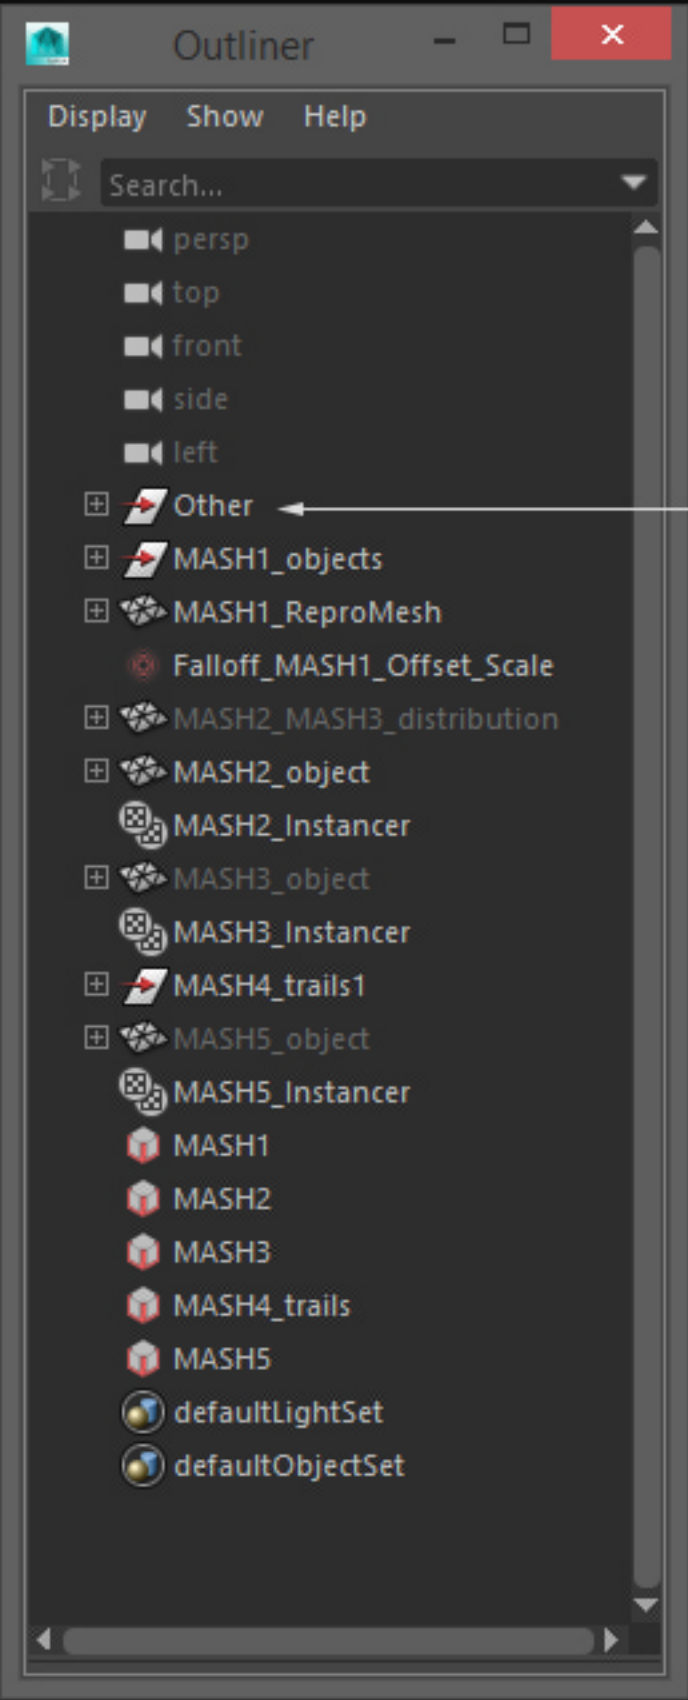 Outliner
Display Show Help
Search...
persp
top
front
side
left
Other
MASH1_objects
MASH1_ReproMesh
Falloff_MASH1_Offset_Scale
MASH2_MASH3_distribution
MASH2_object
MASH2_Instancer
MASH3_object
MASH3_Instancer
MASH4_trails1
MASH5_object
MASH5_Instancer
MASH1
MASH2
MASH3
MASH4_trails
MASH5
defaultLightSet
defaultObjectSet